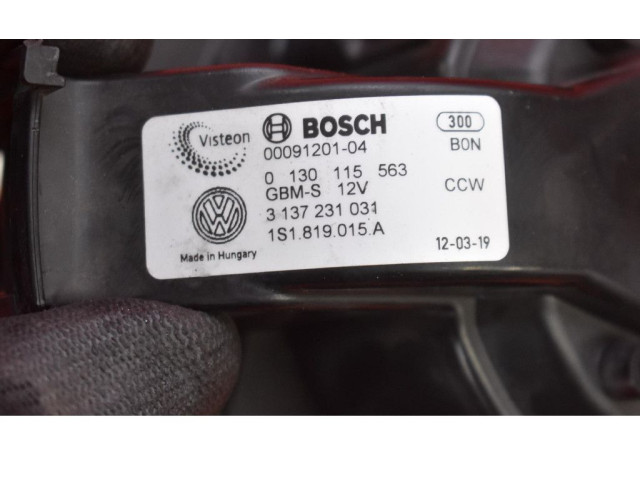 Visteon BOSCH 300
00091201-04 B0N
0 130 115 563
GBM-S 12V CCW
3 137 231 031
1S1.819.015.A
Made in Hungary 12-03-19